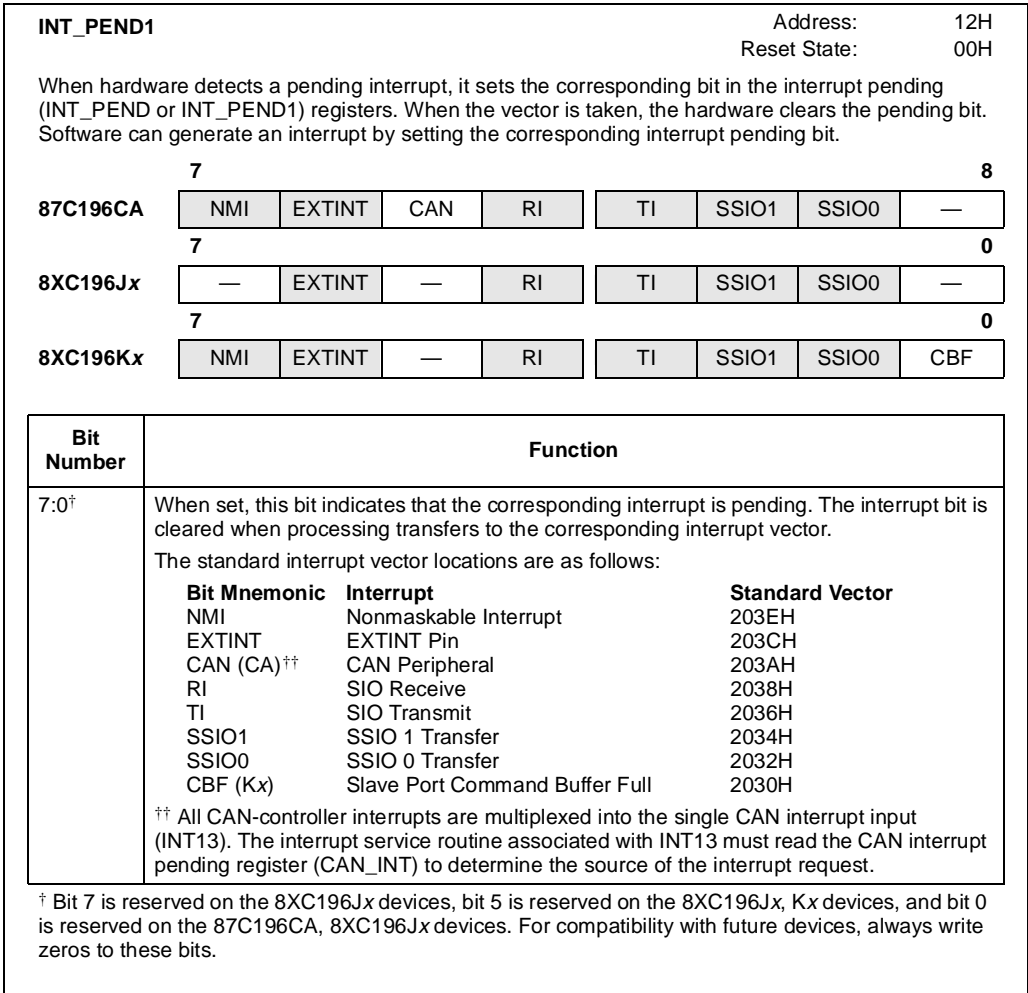 INT_PEND1 Address: 12H
Reset State: 00H
When hardware detects a pending interrupt, it sets the corresponding bit in the interrupt pending
(INT_PEND or INT_PEND1) registers. When the vector is taken, the hardware clears the pending bit.
Software can generate an interrupt by setting the corresponding interrupt pending bit.
7 8
87C196CA NMI EXTINT CAN RI TI SSIO1 SSIO0 —
7 0
8XC196Jx — EXTINT — RI TI SSIO1 SSIO0 —
7 0
8XC196Kx NMI EXTINT — RI TI SSIO1 SSIO0 CBF
Bit
Number Function
7:0† When set, this bit indicates that the corresponding interrupt is pending. The interrupt bit is
cleared when processing transfers to the corresponding interrupt vector.
The standard interrupt vector locations are as follows:
Bit Mnemonic Interrupt Standard Vector
NMI Nonmaskable Interrupt 203EH
EXTINT EXTINT Pin 203CH
CAN (CA)†† CAN Peripheral 203AH
RI SIO Receive 2038H
TI SIO Transmit 2036H
SSIO1 SSIO 1 Transfer 2034H
SSIO0 SSIO 0 Transfer 2032H
CBF (Kx) Slave Port Command Buffer Full 2030H
†† All CAN-controller interrupts are multiplexed into the single CAN interrupt input
(INT13). The interrupt service routine associated with INT13 must read the CAN interrupt
pending register (CAN_INT) to determine the source of the interrupt request.
† Bit 7 is reserved on the 8XC196Jx devices, bit 5 is reserved on the 8XC196Jx, Kx devices, and bit 0
is reserved on the 87C196CA, 8XC196Jx devices. For compatibility with future devices, always write
zeros to these bits.